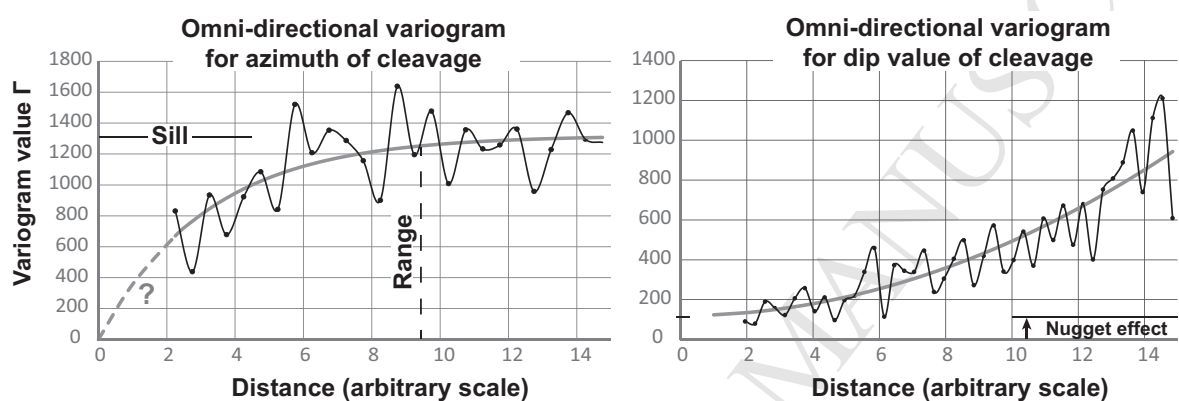 Omni-directional variogram
for azimuth of cleavage
Variogram value Γ
1800
1600
1400
1200
1000
800
600
400
200
0
Sill
Range
?
0 2 4 6 8 10 12 14
Distance (arbitrary scale)
Omni-directional variogram
for dip value of cleavage
1400
1200
1000
800
600
400
200
0
Nugget effect
0 2 4 6 8 10 12 14
Distance (arbitrary scale)
MANUSC